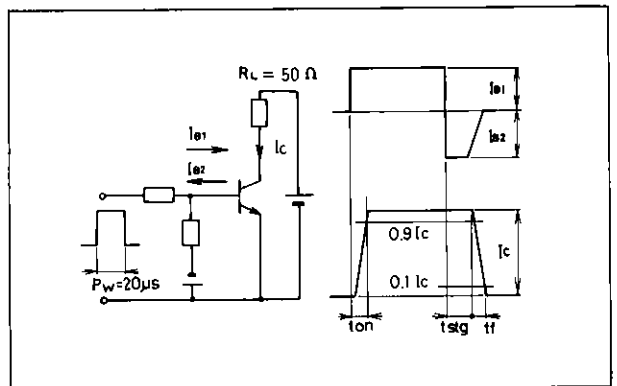 RL = 50 Ω
IB1
IB2
Ic
PW=20μs
IB1
IB2
0.9 Ic
0.1 Ic
Ic
ton
tstg
tf